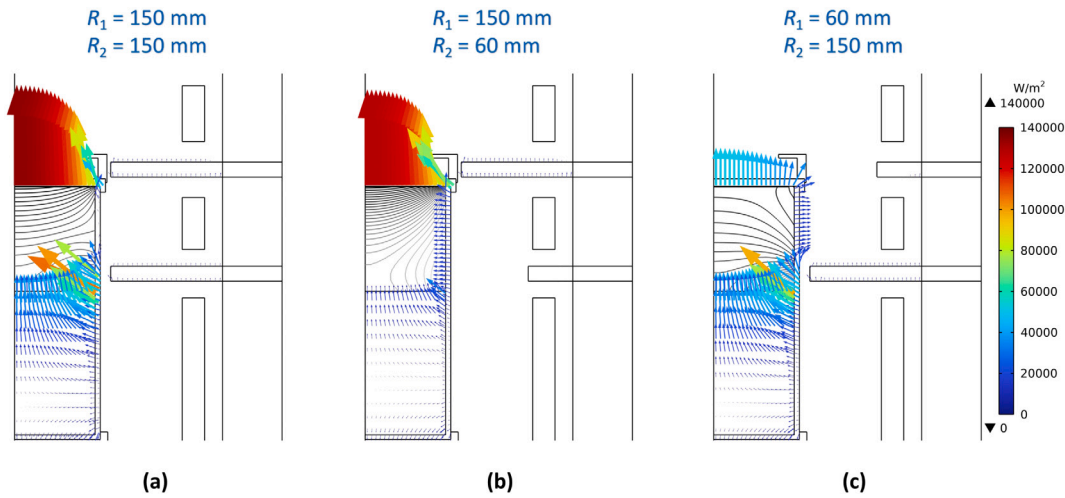 R1 = 150 mm
R2 = 150 mm
R1 = 150 mm
R2 = 60 mm
R1 = 60 mm
R2 = 150 mm
W/m²
▲ 140000
140000
120000
100000
80000
60000
40000
20000
0
▼ 0
(a)
(b)
(c)